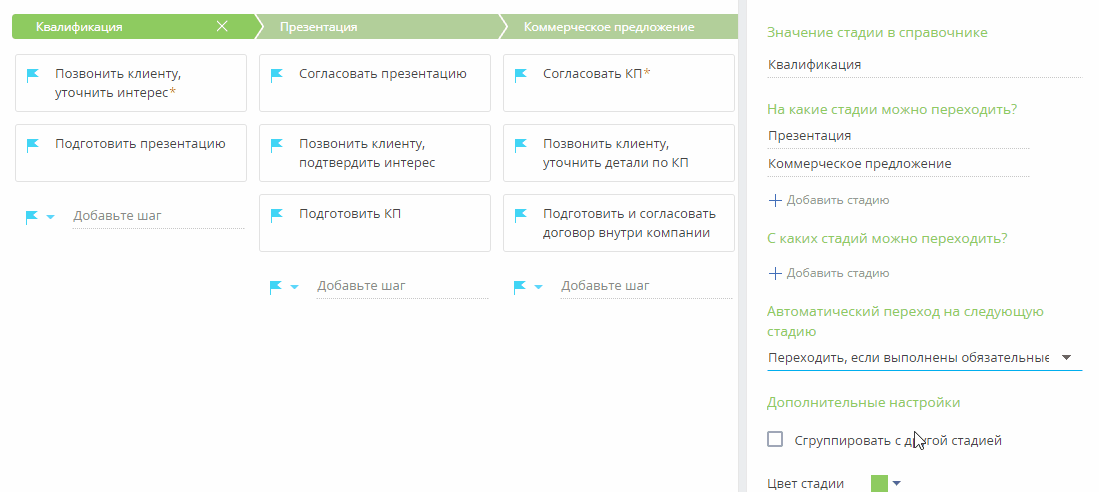 Квалификация
Презентация
Коммерческое предложение
Позвонить клиенту,
уточнить интерес*
Подготовить презентацию
Добавьте шаг
Согласовать презентацию
Позвонить клиенту,
подтвердить интерес
Подготовить КП
Добавьте шаг
Согласовать КП*
Позвонить клиенту,
уточнить детали по КП
Подготовить и согласовать
договор внутри компании
Добавьте шаг
Значение стадии в справочнике
Квалификация
На какие стадии можно переходить?
Презентация
Коммерческое предложение
Добавить стадию
С каких стадий можно переходить?
Добавить стадию
Автоматический переход на следующую
стадию
Переходить, если выполнены обязательные
Дополнительные настройки
Сгруппировать с другой стадией
Цвет стадии